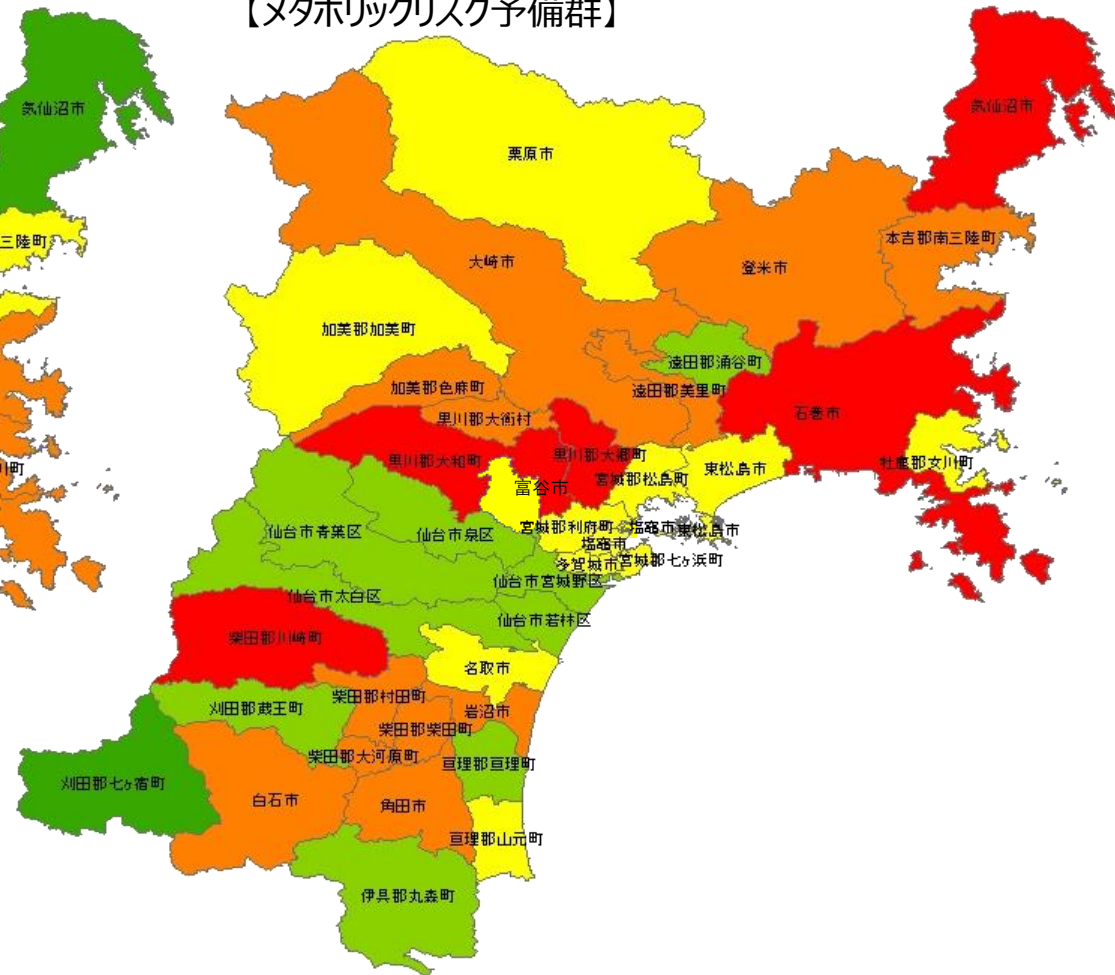 【メタボリックリスク予備群】
気仙沼市
気仙沼市
栗原市
三陸町
本吉郡南三陸町
大崎市
登米市
加美郡加美町
遠田郡涌谷町
加美郡色麻町
遠田郡美里町
黒川郡大衡村
石巻市
黒川郡大郷町
黒川郡大和町
牡鹿郡女川町
川町
東松島市
宮城郡松島町
富谷市
宮城郡利府町
塩竈市
東松島市
仙台市青葉区
仙台市泉区
塩竈市
多賀城市
宮城郡七ヶ浜町
仙台市宮城野区
仙台市太白区
仙台市若林区
柴田郡川崎町
名取市
柴田郡村田町
刈田郡蔵王町
岩沼市
柴田郡柴田町
柴田郡大河原町
亘理郡亘理町
刈田郡七ヶ宿町
白石市
角田市
亘理郡山元町
伊具郡丸森町